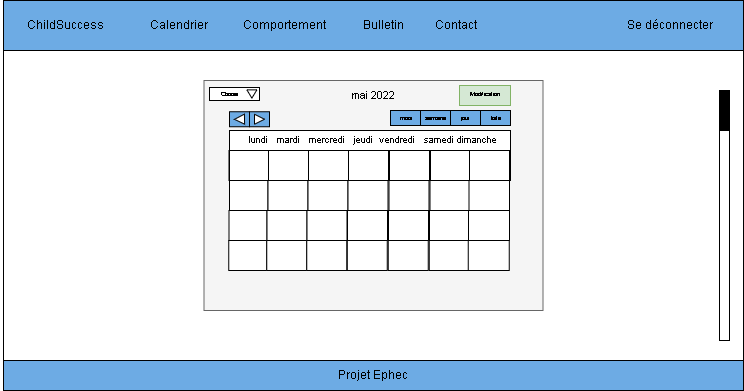 ChildSuccess Calendrier Comportement Bulletin Contact Se déconnecter
Choose mai 2022 Modification
mois semaine jour liste
lundi mardi mercredi jeudi vendredi samedi dimanche
Projet Ephec